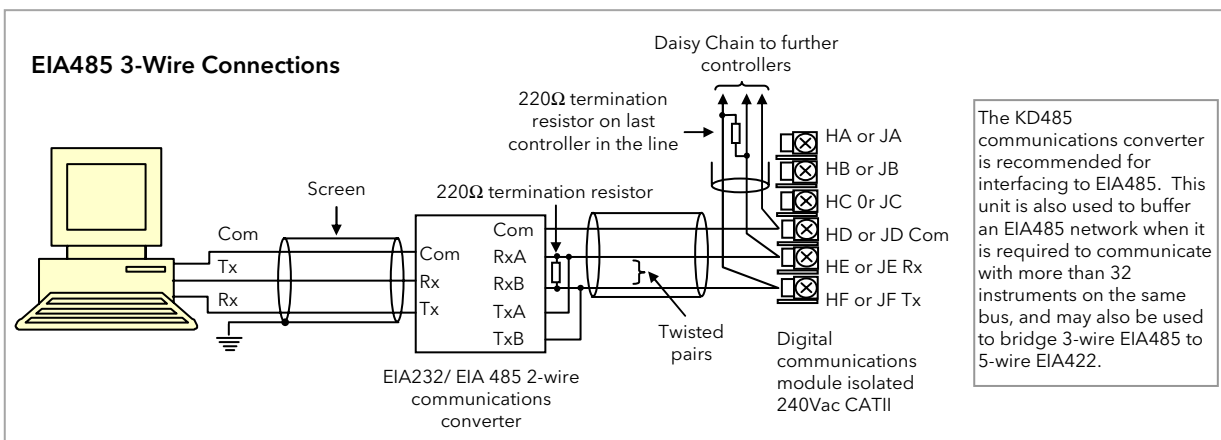 EIA485 3-Wire Connections
Daisy Chain to further
controllers
220Ω termination
resistor on last
controller in the line
Screen
220Ω termination resistor
Com
Tx
Rx
Com
Rx
Tx
Com
RxA
RxB
TxA
TxB
EIA232/ EIA 485 2-wire
communications
converter
Twisted
pairs
HA or JA
HB or JB
HC 0r JC
HD or JD Com
HE or JE Rx
HF or JF Tx
Digital
communications
module isolated
240Vac CATII
The KD485
communications converter
is recommended for
interfacing to EIA485. This
unit is also used to buffer
an EIA485 network when it
is required to communicate
with more than 32
instruments on the same
bus, and may also be used
to bridge 3-wire EIA485 to
5-wire EIA422.